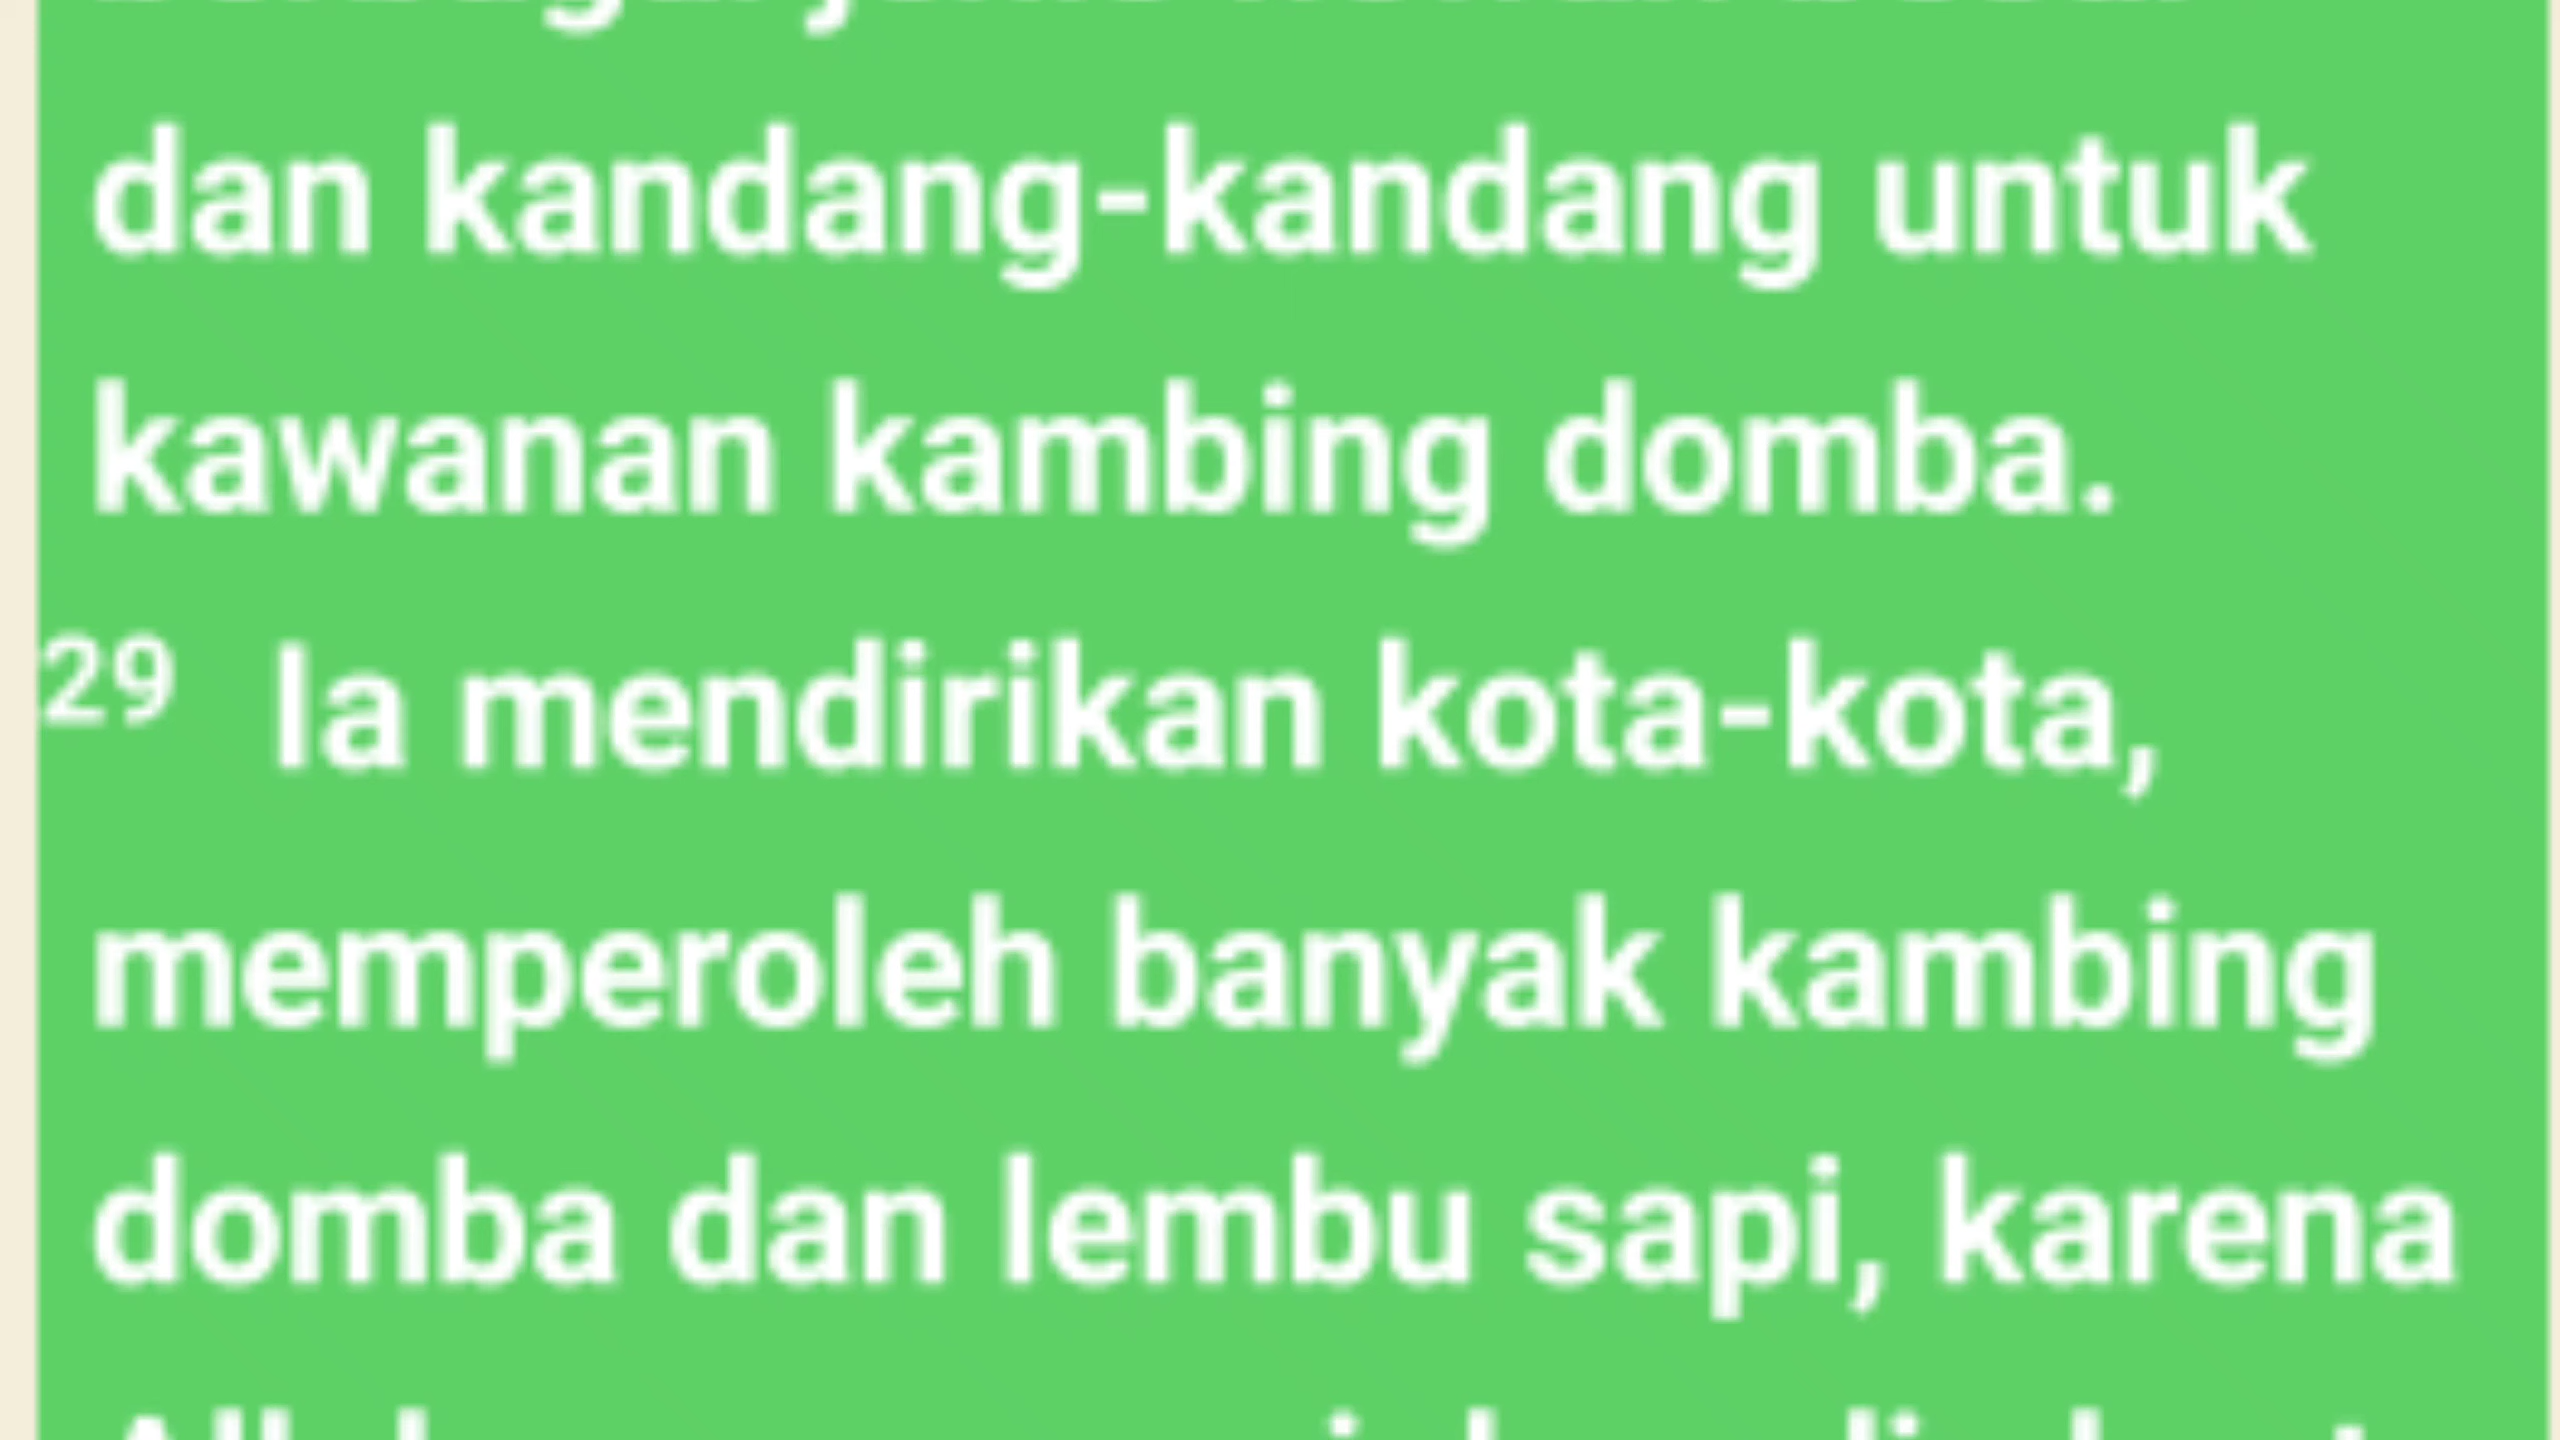 dan kandang-kandang untuk
kawanan kambing domba.
29 Ia mendirikan kota-kota,
memperoleh banyak kambing
domba dan lembu sapi, karena